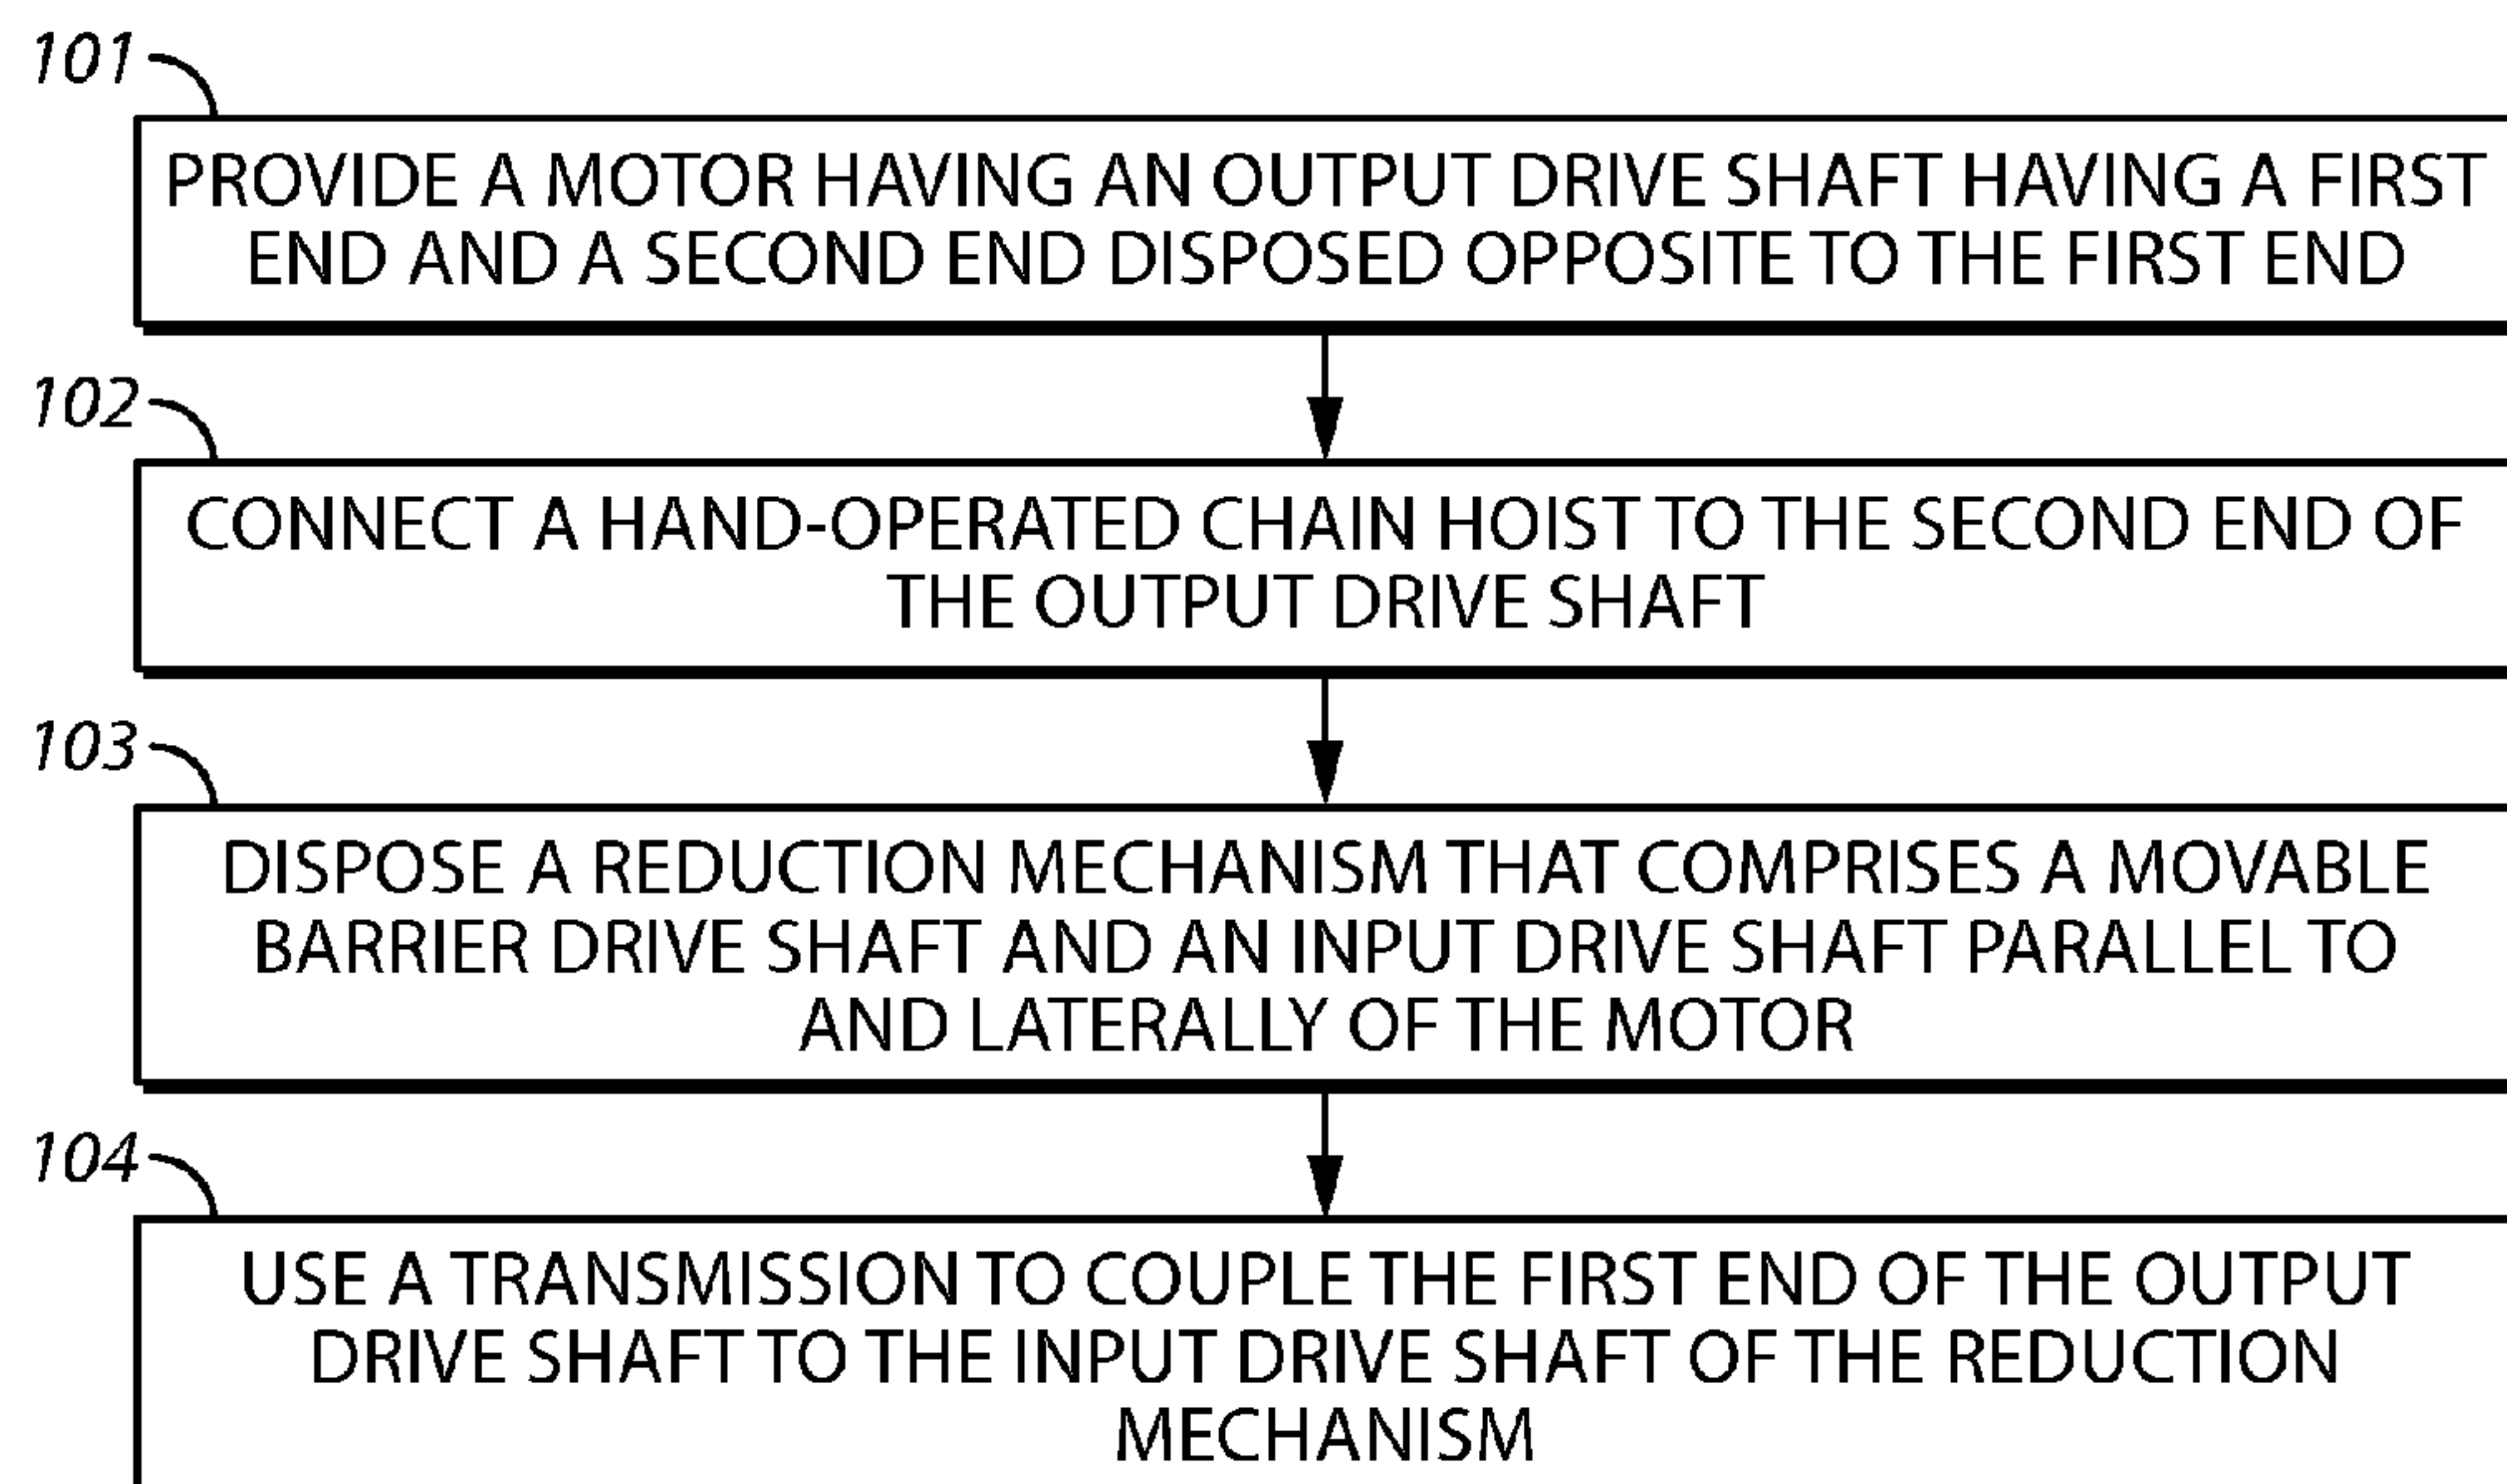 101
PROVIDE A MOTOR HAVING AN OUTPUT DRIVE SHAFT HAVING A FIRST
END AND A SECOND END DISPOSED OPPOSITE TO THE FIRST END
102
CONNECT A HAND-OPERATED CHAIN HOIST TO THE SECOND END OF
THE OUTPUT DRIVE SHAFT
103
DISPOSE A REDUCTION MECHANISM THAT COMPRISES A MOVABLE
BARRIER DRIVE SHAFT AND AN INPUT DRIVE SHAFT PARALLEL TO
AND LATERALLY OF THE MOTOR
104
USE A TRANSMISSION TO COUPLE THE FIRST END OF THE OUTPUT
DRIVE SHAFT TO THE INPUT DRIVE SHAFT OF THE REDUCTION
MECHANISM